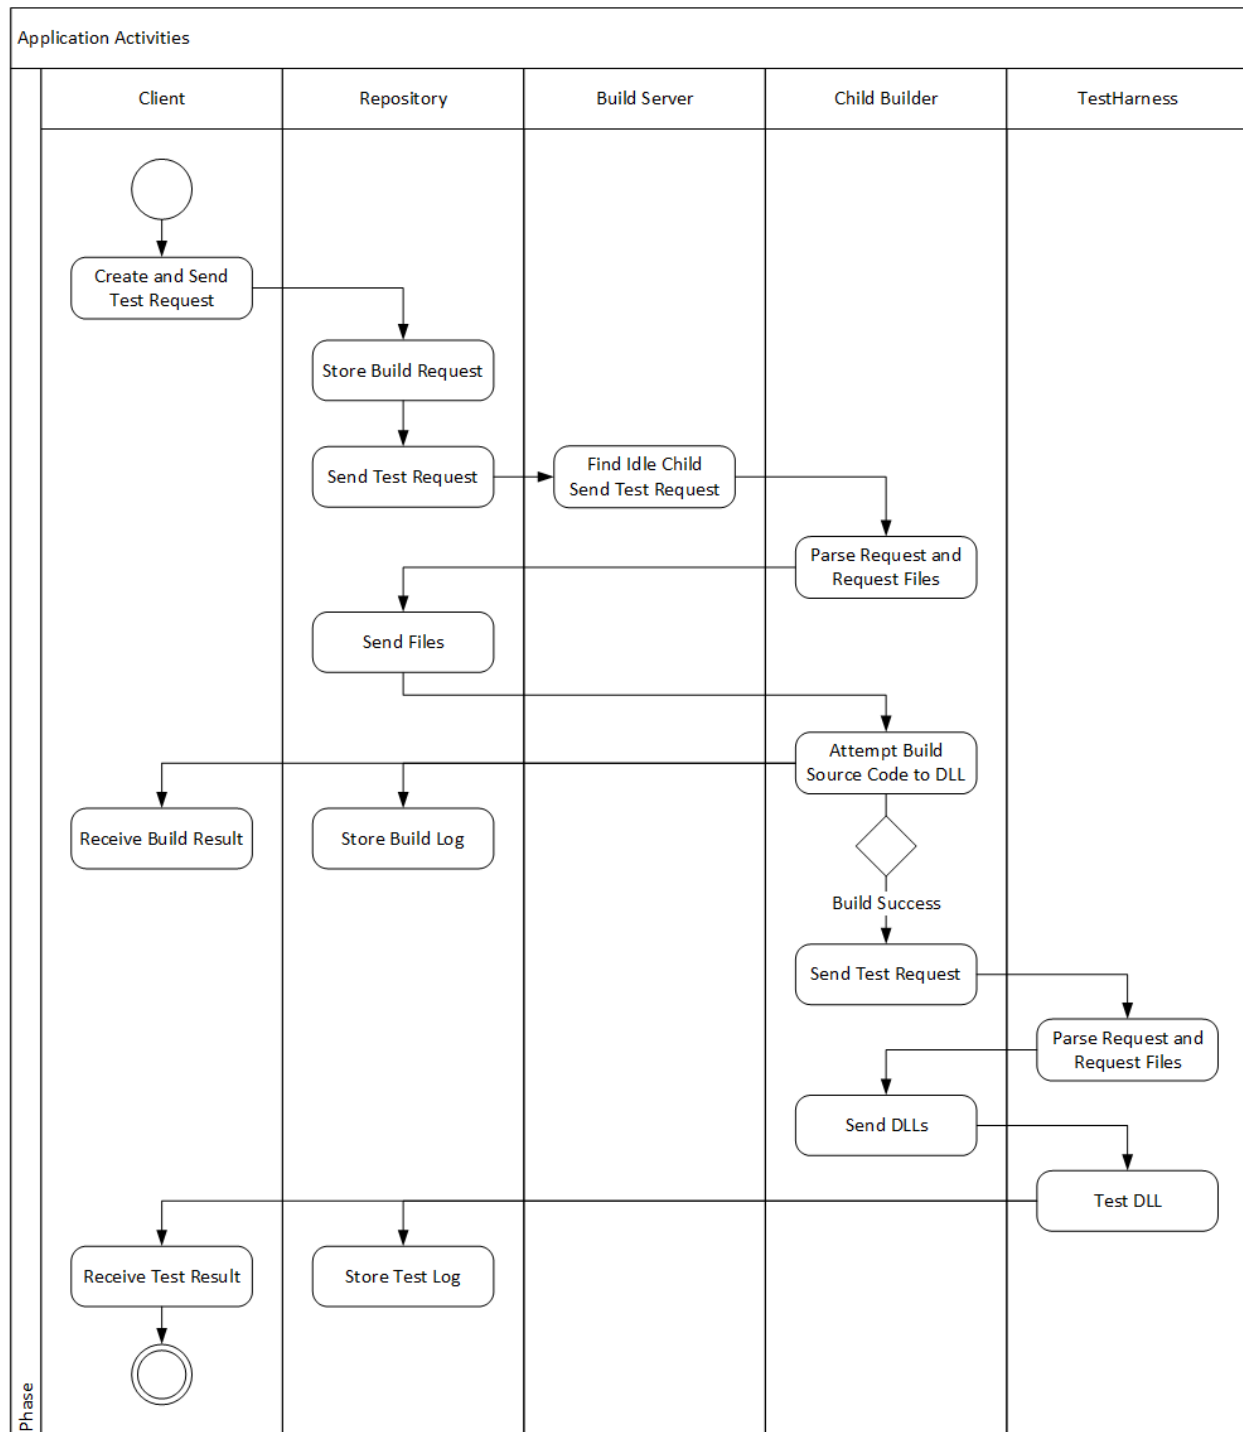 Application Activities
Client
Repository
Build Server
Child Builder
TestHarness
Create and Send
Test Request
Store Build Request
Send Test Request
Find Idle Child
Send Test Request
Parse Request and
Request Files
Send Files
Attempt Build
Source Code to DLL
Receive Build Result
Store Build Log
Build Success
Send Test Request
Parse Request and
Request Files
Send DLLs
Test DLL
Receive Test Result
Store Test Log
Phase